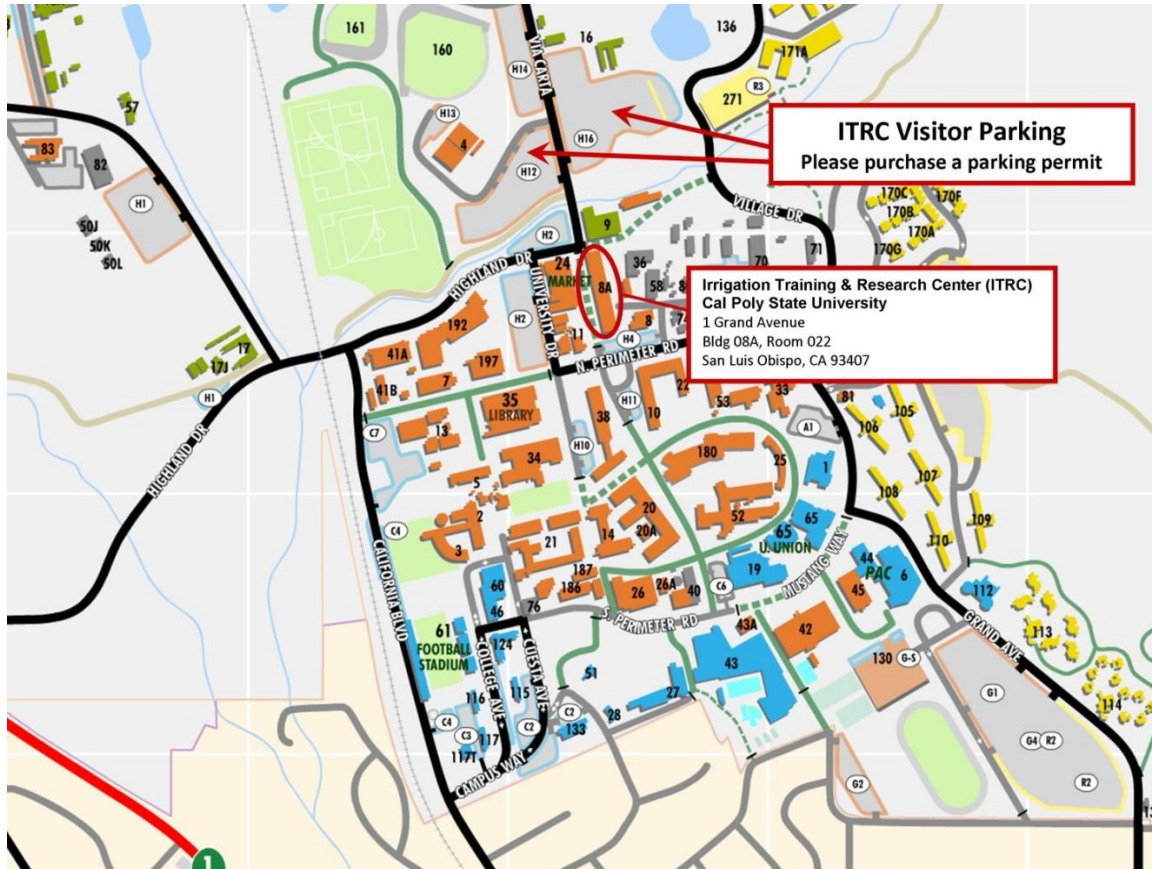 161
160
16
136
171A
H14
VIA CARTA
R3
271
57
H13
4
H16
ITRC Visitor Parking
Please purchase a parking permit
83
82
H12
H1
170C
170F
170B
170A
170G
VILLAGE DR
50J
50K
50L
9
H2
71
HIGHLAND DR
24
MARKET
36
70
8A
58
Irrigation Training & Research Center (ITRC)
Cal Poly State University
1 Grand Avenue
Bldg 08A, Room 022
San Luis Obispo, CA 93407
UNIVERSITY DR
H2
192
8
11
H4
17
17J
41A
197
N. PERIMETER RD
7
22
41B
H1
35
LIBRARY
38
H11
10
53
33
81
105
C7
13
106
A1
HIGHLAND DR
34
H10
180
25
1
107
5
108
2
20
52
65
109
C4
3
21
14
20A
65
U. UNION
110
CALIFORNIA BLVD
187
19
MUSTANG WAY
44
PAC
6
60
186
26
26A
40
C6
45
112
46
76
S. PERIMETER RD
43A
42
GRAND AVE
113
61
FOOTBALL
STADIUM
124
COLLEGE AVE
CUESTA AVE
43
130
G-S
51
27
116
115
G1
114
C4
C3
C2
C2
28
133
117
117T
G4
R2
CAMPUS WAY
G2
R2
1